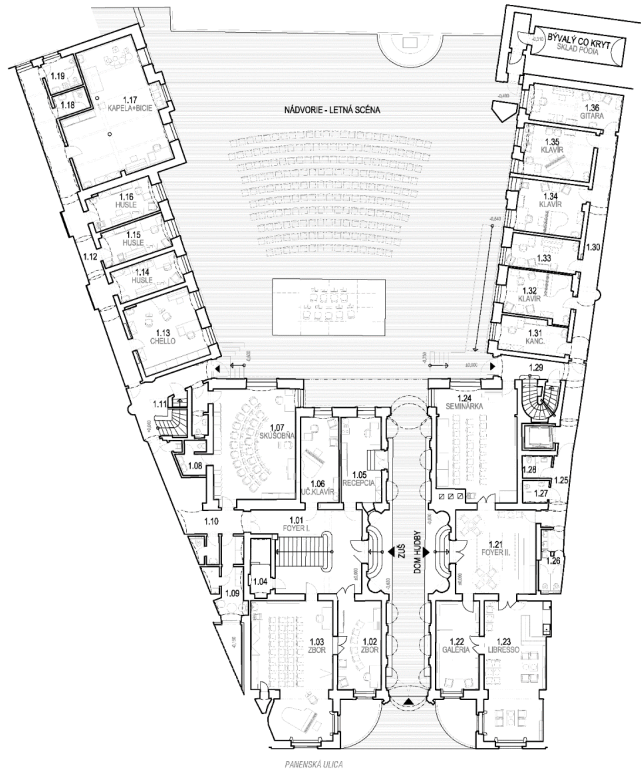 BÝVALÝ CO KRYT
SKLAD PÓDIA
1.19
1.18
1.17
KAPELA+BICIE
NÁDVORIE - LETNÁ SCÉNA
1.36
GITARA
1.35
KLAVÍR
1.16
HUSLE
1.34
KLAVÍR
1.15
HUSLE
1.12
1.30
1.33
1.14
HUSLE
1.32
KLAVÍR
1.13
CHELLO
1.31
KANC.
1.29
1.11
1.07
SKÚŠOBŇA
1.24
SEMINÁRKA
1.08
1.06
UČ.KLAVÍR
1.05
RECEPCIA
1.28
1.27
1.25
1.10
1.01
FOYER I.
ZUŠ
DOM HUDBY
1.21
FOYER II.
1.26
1.04
1.09
1.03
ZBOR
1.02
ZBOR
1.22
GALÉRIA
1.23
LIBRESSO
PANENSKÁ ULICA